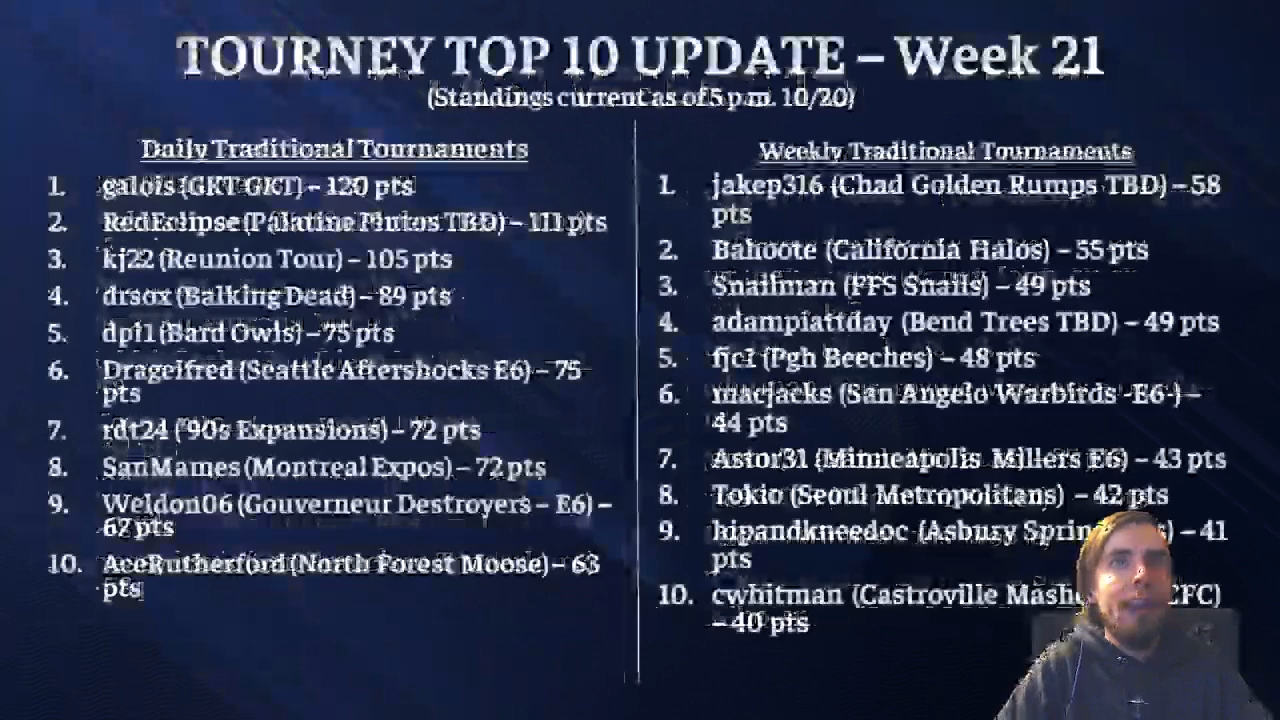 TOURNEY TOP 10 UPDATE – Week 21
(Standings current as of 5 p.m. 10/20)
Daily Traditional Tournaments
1. galois (GKT GKT) – 120 pts
2. RedEclipse (Palatine Plutos TBD) – 111 pts
3. kj22 (Reunion Tour) – 105 pts
4. drsox (Balking Dead) – 89 pts
5. dpl1 (Bard Owls) – 75 pts
6. Dragelfred (Seattle Aftershocks E6) – 75
pts
7. rdt24 ('90s Expansions) – 72 pts
8. SanMames (Montreal Expos) – 72 pts
9. Weldon06 (Gouverneur Destroyers – E6) –
67 pts
10. AceRutherford (North Forest Moose) – 63
pts
Weekly Traditional Tournaments
1. jakep316 (Chad Golden Rumps TBD) – 58
pts
2. Bahoote (California Halos) – 55 pts
3. Snailman (FFS Snails) – 49 pts
4. adampiattday (Bend Trees TBD) – 49 pts
5. fjc1 (Pgh Beeches) – 48 pts
6. macjacks (San Angelo Warbirds -E6-) –
44 pts
7. Astor31 (Minneapolis Millers E6) – 43 pts
8. Tokio (Seoul Metropolitans) – 42 pts
9. hipandkneedoc (Asbury – 41
pts
10. cwhitman (Castroville CFC)
– 40 pts